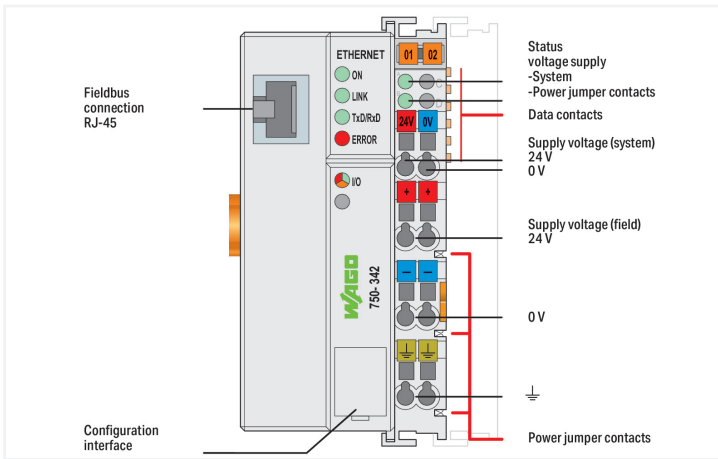 Fieldbus
connection
RJ-45
Configuration
interface
ETHERNET
ON
LINK
TxD/RxD
ERROR
I/O
WAGO
750-342
01 02
24V 0V
+ +
— —
Status
voltage supply
-System
-Power jumper contacts
Data contacts
Supply voltage (system)
24 V
0 V
Supply voltage (field)
24 V
0 V
Power jumper contacts